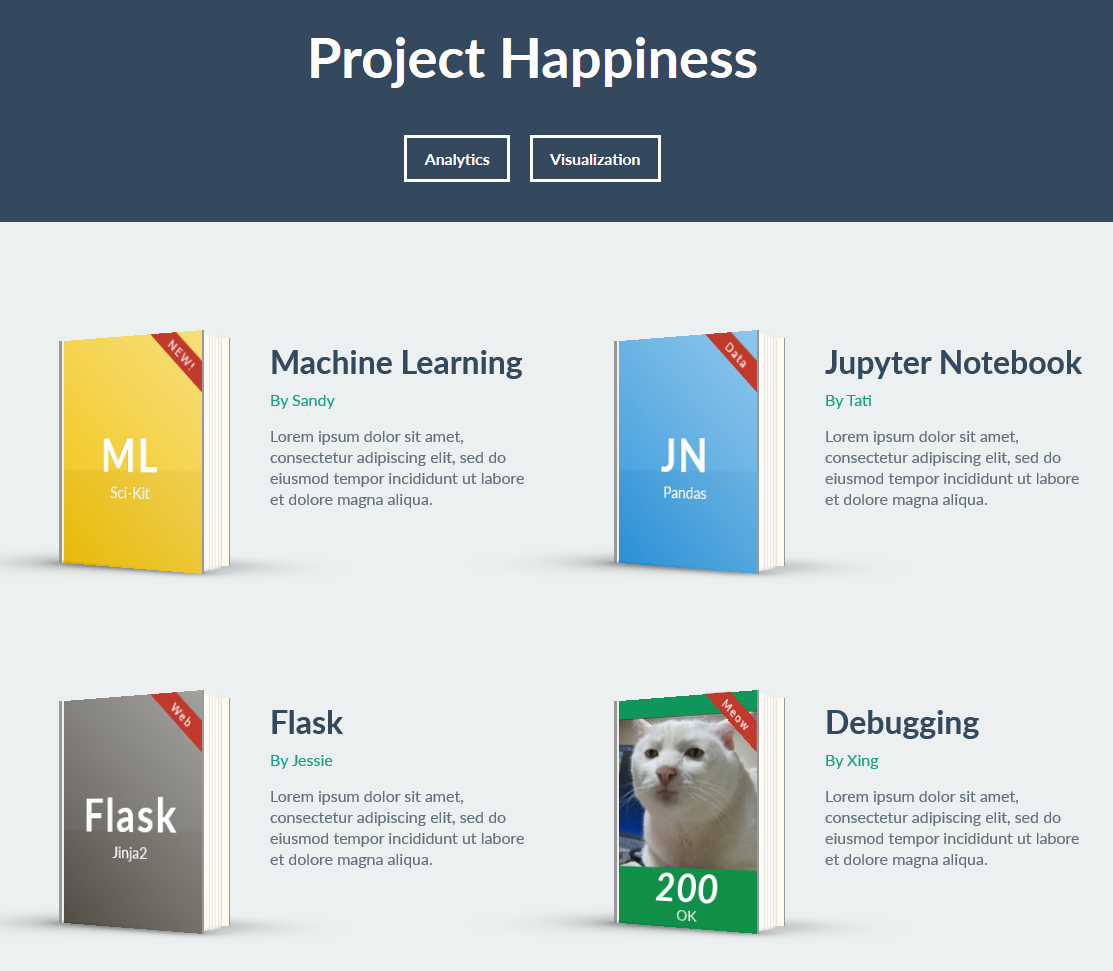 Project Happiness
Analytics
Visualization
NEW!
ML
Sci-Kit
Machine Learning
By Sandy
Lorem ipsum dolor sit amet,
consectetur adipiscing elit, sed do
eiusmod tempor incididunt ut labore
et dolore magna aliqua.
Data
JN
Pandas
Jupyter Notebook
By Tati
Lorem ipsum dolor sit amet,
consectetur adipiscing elit, sed do
eiusmod tempor incididunt ut labore
et dolore magna aliqua.
Web
Flask
Jinja2
Flask
By Jessie
Lorem ipsum dolor sit amet,
consectetur adipiscing elit, sed do
eiusmod tempor incididunt ut labore
et dolore magna aliqua.
Meow
200
OK
Debugging
By Xing
Lorem ipsum dolor sit amet,
consectetur adipiscing elit, sed do
eiusmod tempor incididunt ut labore
et dolore magna aliqua.